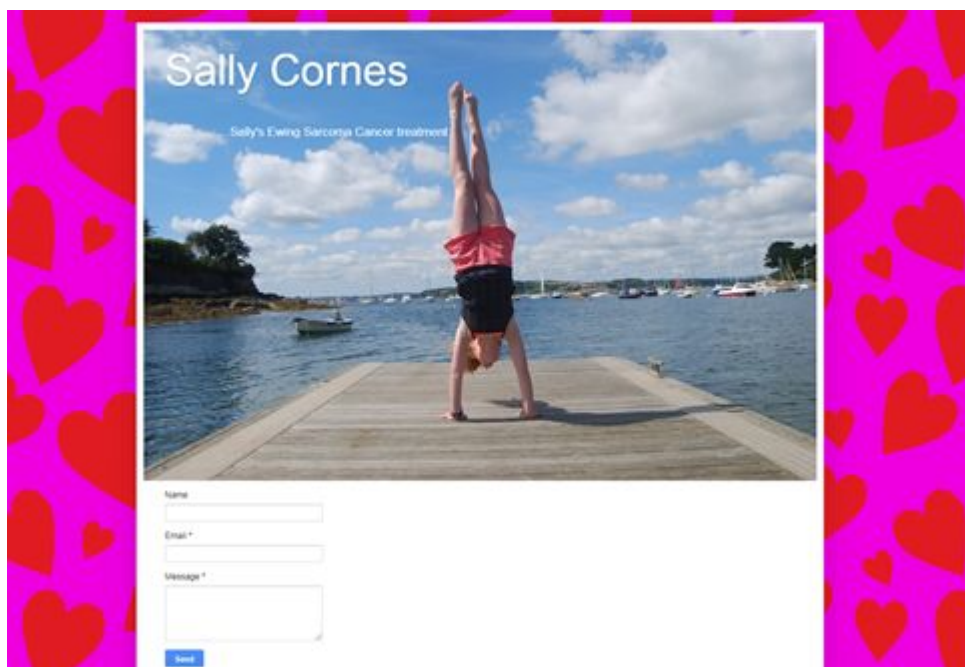 Sally Cornes
Sally's Ewing Sarcoma Cancer treatment
Name
Email *
Message *
Send